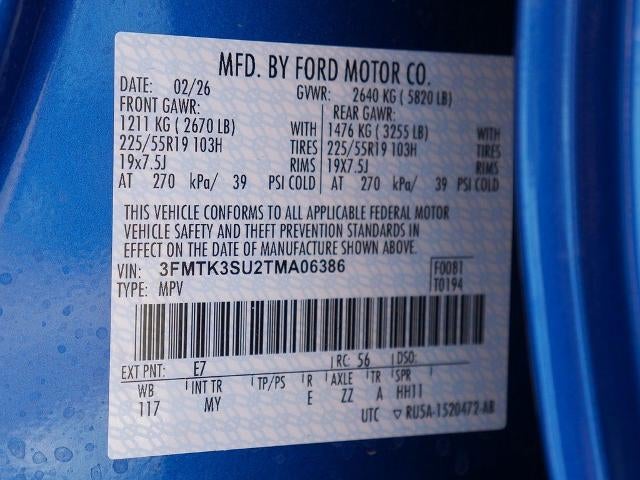 MFD. BY FORD MOTOR CO.
DATE: 02/26 GVWR: 2640 KG ( 5820 LB)
FRONT GAWR: REAR GAWR:
1211 KG ( 2670 LB) WITH 1476 KG ( 3255 LB) WITH
225/55R19 103H TIRES 225/55R19 103H TIRES
19x7.5J RIMS 19X7.5J RIMS
AT 270 kPa/ 39 PSI COLD AT 270 kPa/ 39 PSI COLD
THIS VEHICLE CONFORMS TO ALL APPLICABLE FEDERAL MOTOR
VEHICLE SAFETY AND THEFT PREVENTION STANDARDS IN
EFFECT ON THE DATE OF MANUFACTURE SHOWN ABOVE.
VIN: 3FMTK3SU2TMA06386 F0081
TYPE: MPV T0194
EXT PNT: E7 RC: 56 DSO:
WB INT TR TP/PS R AXLE TR SPR
117 MY E ZZ A HH11
UTC ▽ RU5A-1520472-AB